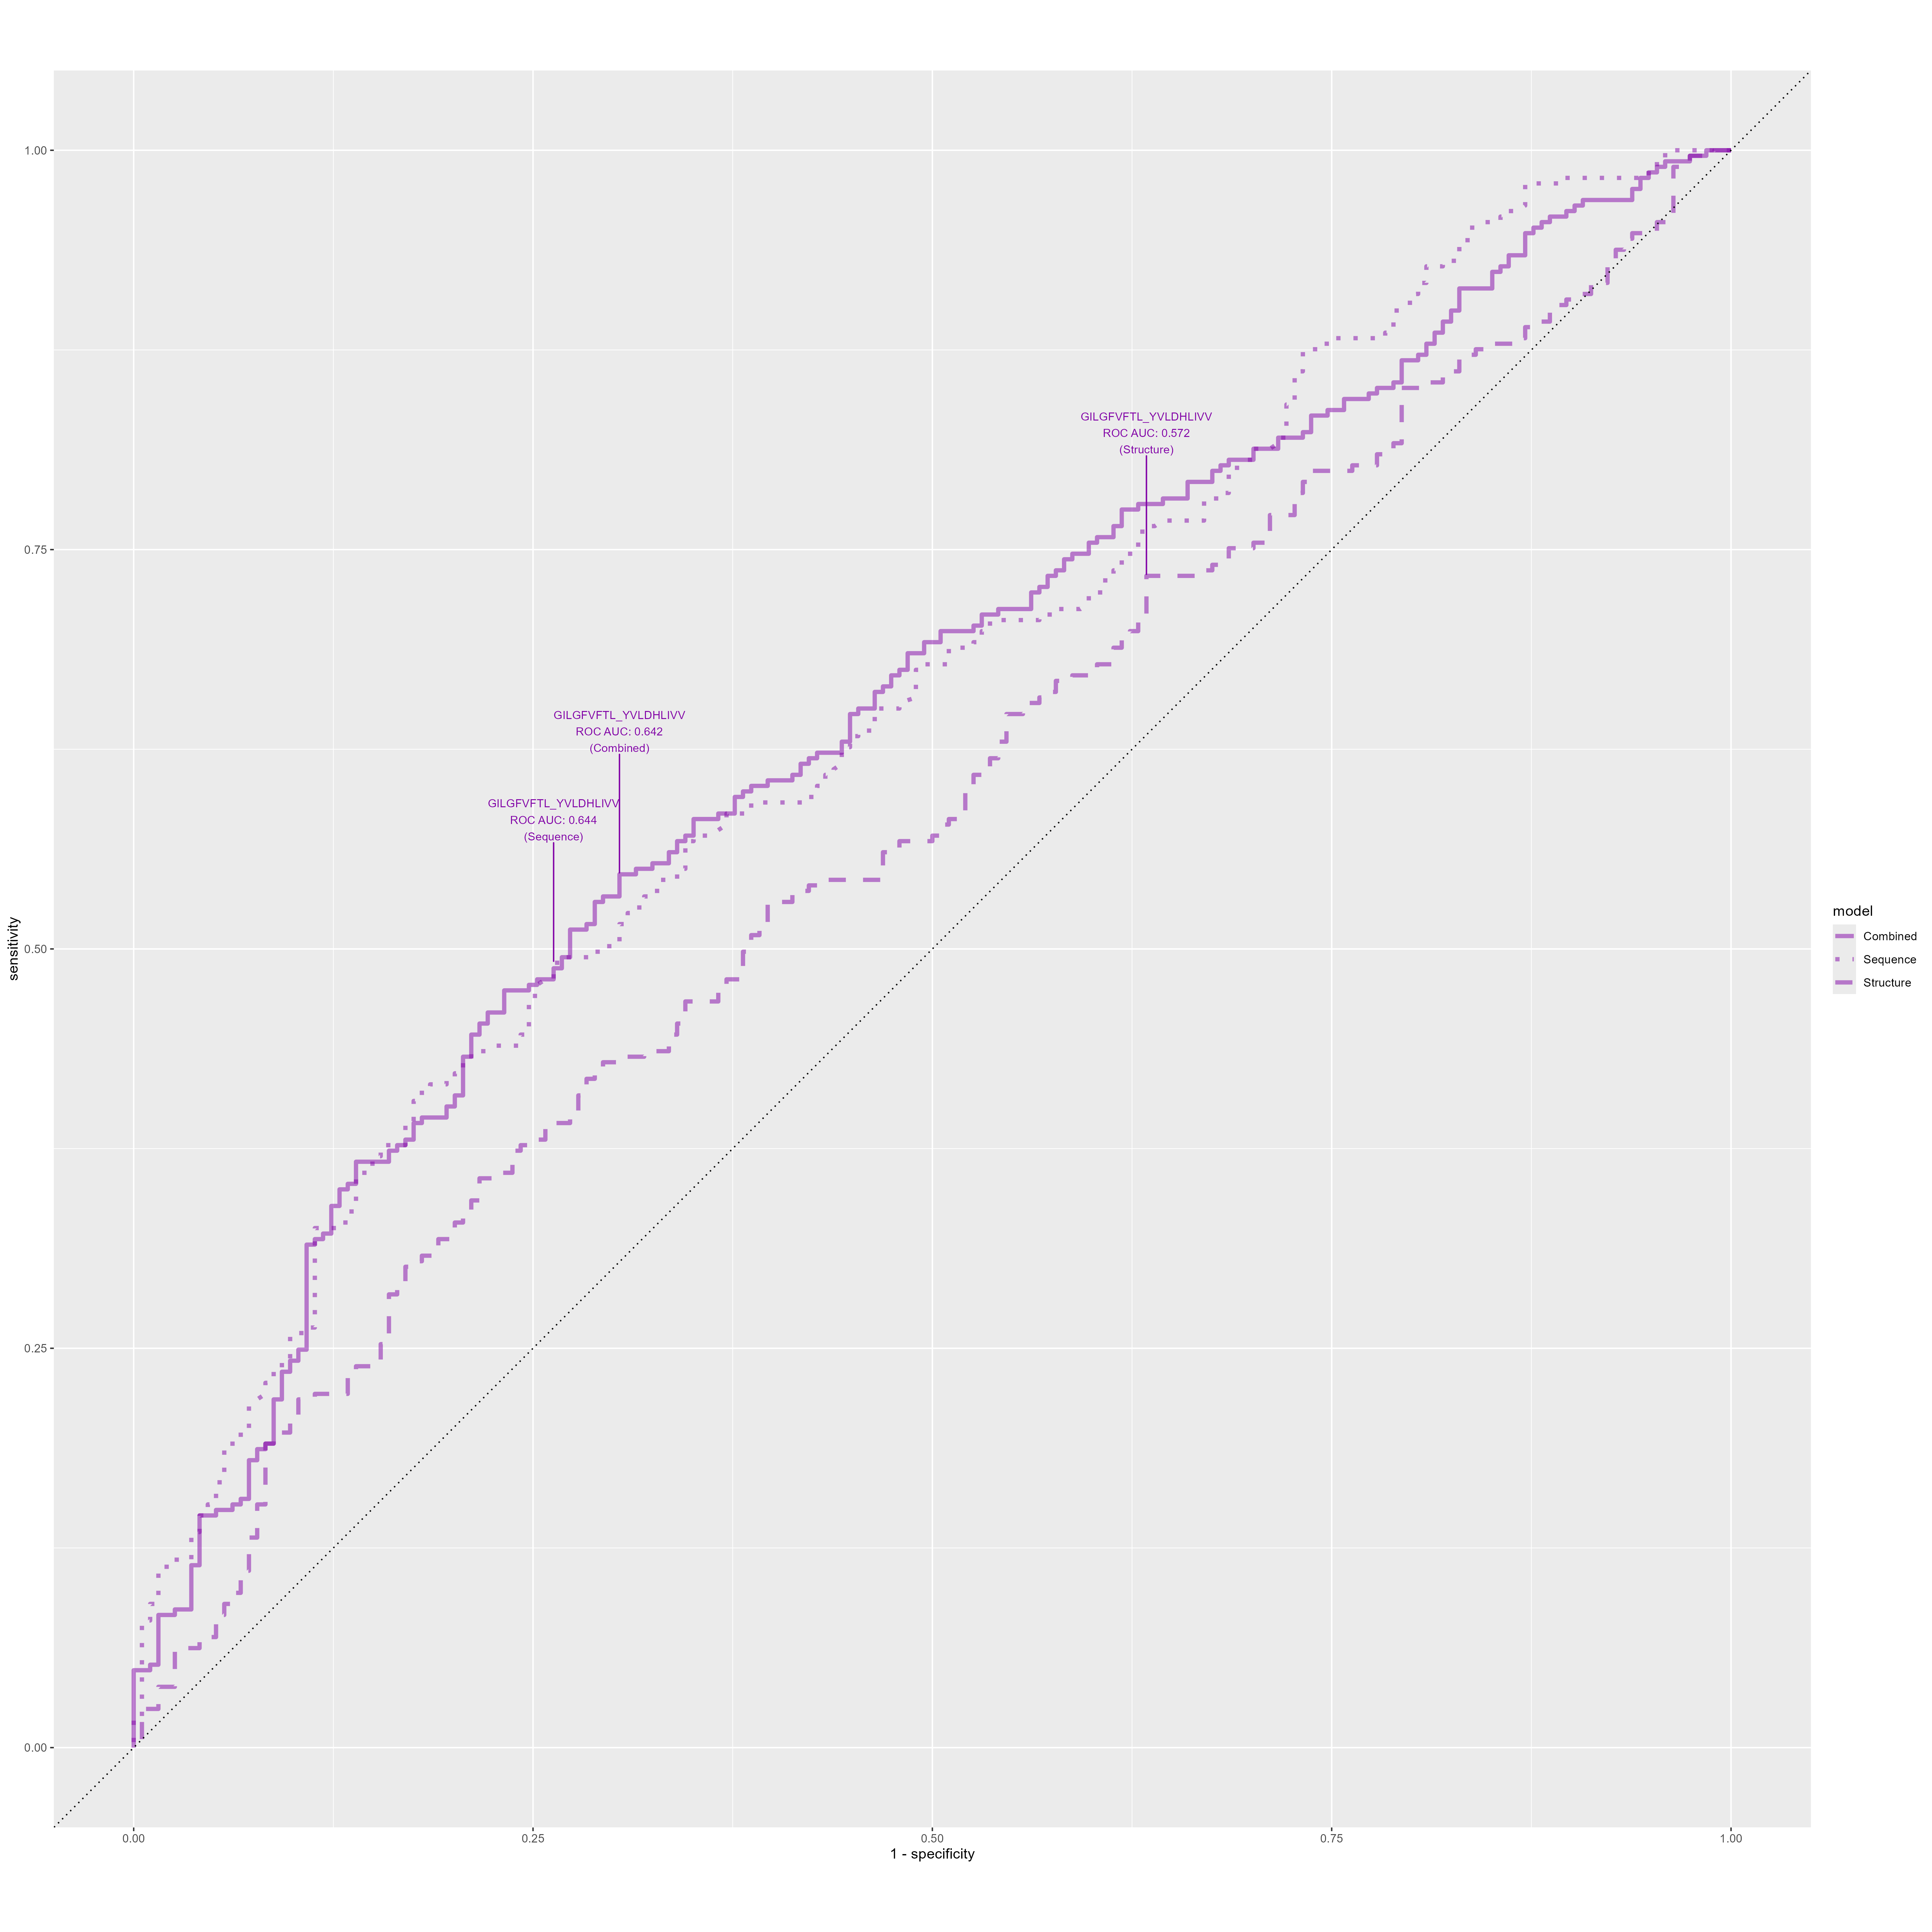 GILGFVFTL_YVLDHLIVV
ROC AUC: 0.572
(Structure)
GILGFVFTL_YVLDHLIVV
ROC AUC: 0.642
(Combined)
GILGFVFTL_YVLDHLIVV
ROC AUC: 0.644
(Sequence)
1.00
0.75
0.50
0.25
0.00
sensitivity
0.00
0.25
0.50
0.75
1.00
1 - specificity
model
Combined
Sequence
Structure